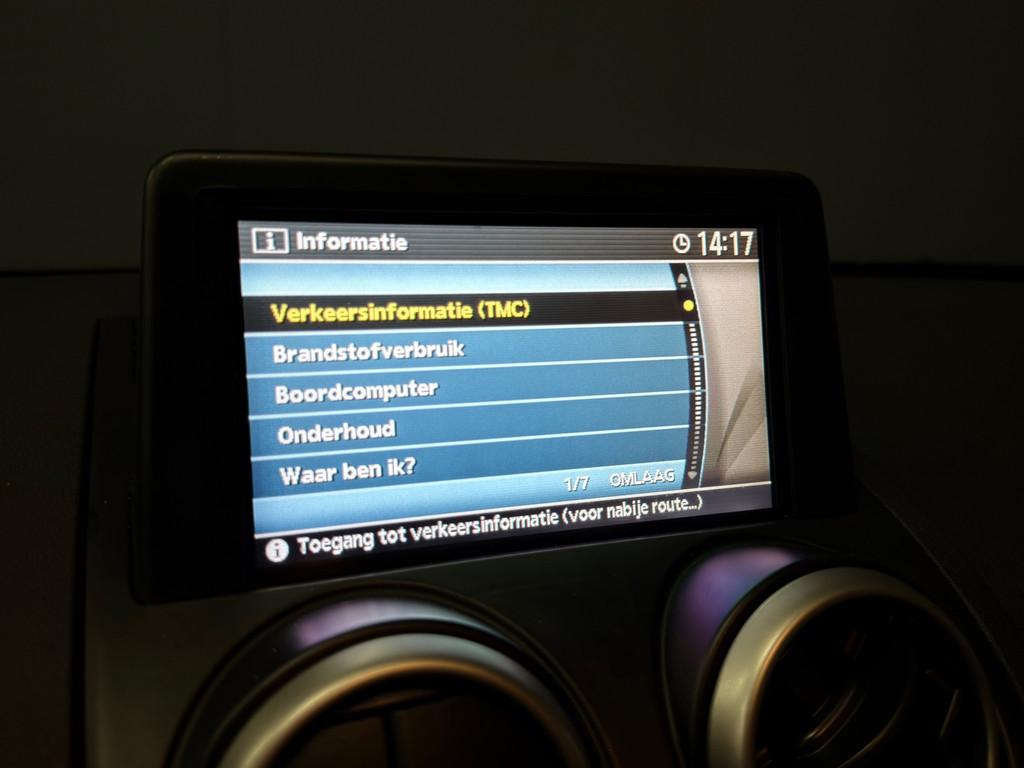 i Informatie 14:17
Verkeersinformatie (TMC)
Brandstofverbruik
Boordcomputer
Onderhoud
Waar ben ik?
1/7 OMLAAG
i Toegang tot verkeersinformatie (voor nabije route...)